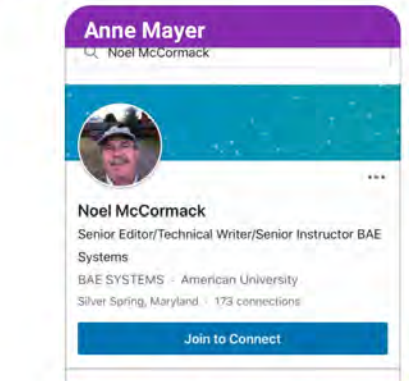 Anne Mayer
Noel McCormack
Noel McCormack
Senior Editor/Technical Writer/Senior Instructor BAE
Systems
BAE SYSTEMS · American University
Silver Spring, Maryland · 173 connections
Join to Connect